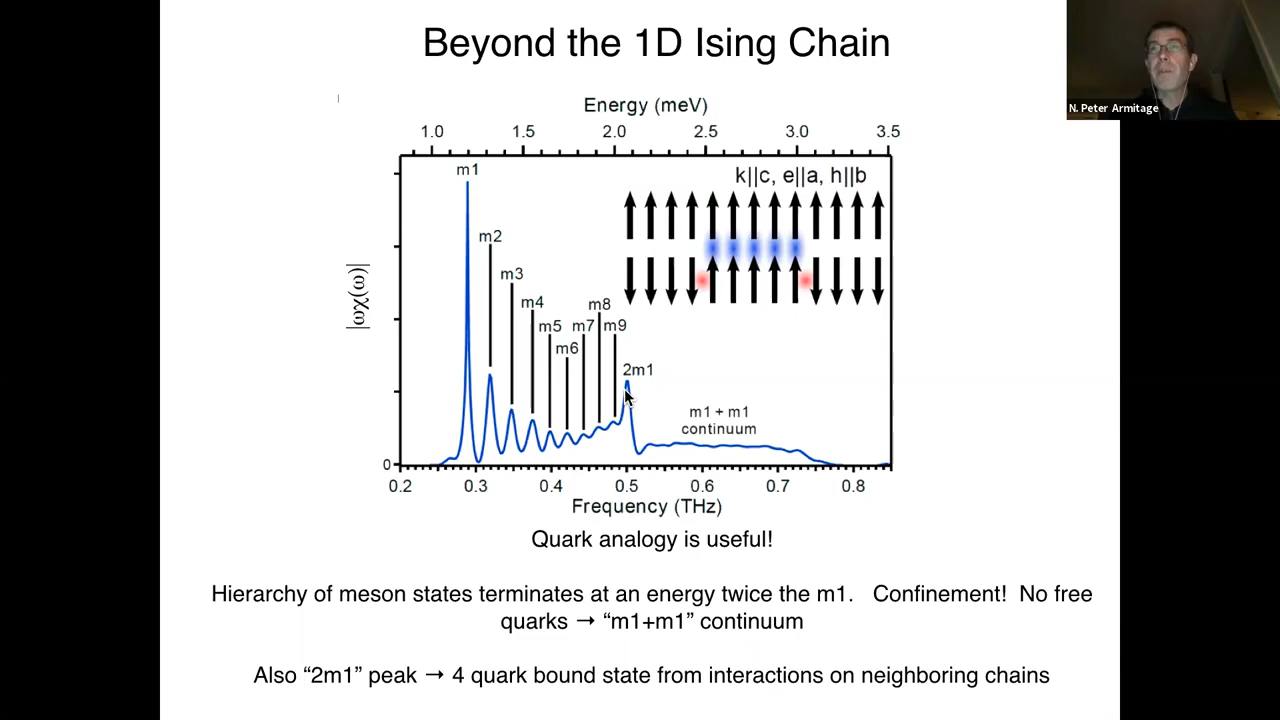 Beyond the 1D Ising Chain
N. Peter Armitage
Energy (meV)
1.0 1.5 2.0 2.5 3.0 3.5
m1
k||c, e||a, h||b
m2
m3
m4
m8
m5 m7 m9
m6
2m1
m1 + m1
continuum
|ωχ(ω)|
0
0.2 0.3 0.4 0.5 0.6 0.7 0.8
Frequency (THz)
Quark analogy is useful!
Hierarchy of meson states terminates at an energy twice the m1. Confinement! No free
quarks → “m1+m1” continuum
Also “2m1” peak → 4 quark bound state from interactions on neighboring chains